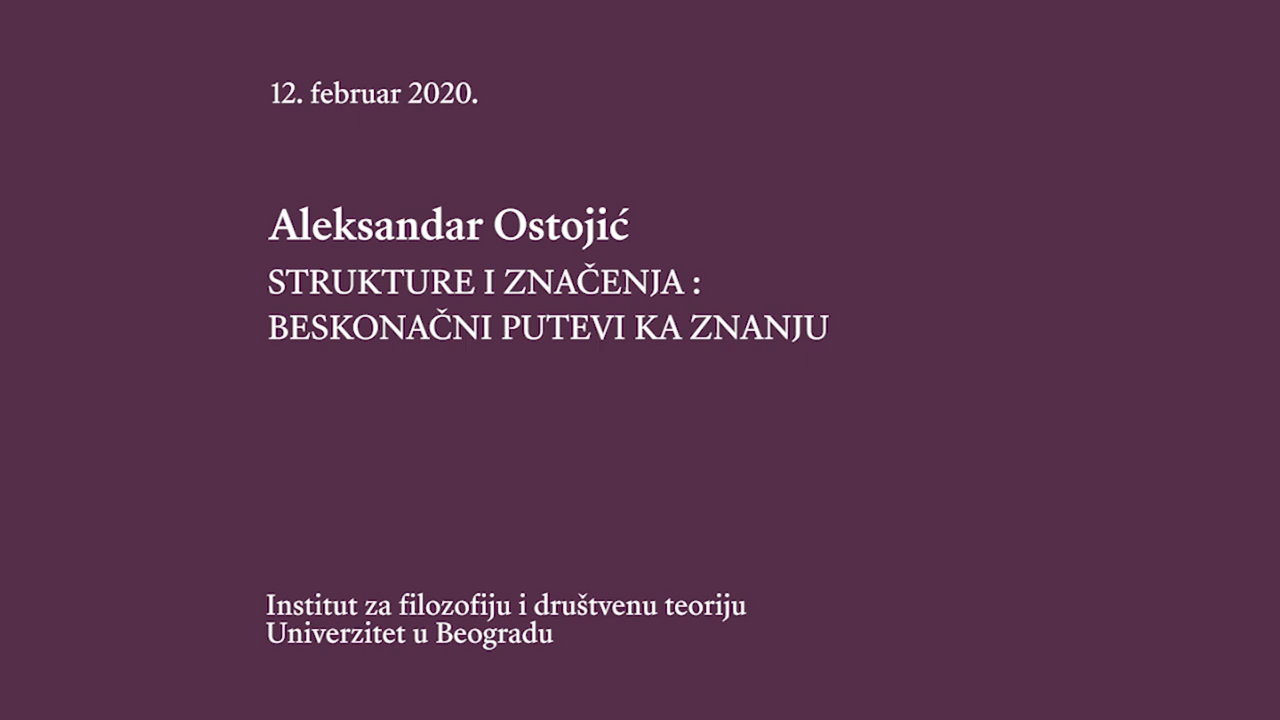 12. februar 2020.
Aleksandar Ostojić
STRUKTURE I ZNAČENJA :
BESKONAČNI PUTEVI KA ZNANJU
Institut za filozofiju i društvenu teoriju
Univerzitet u Beogradu